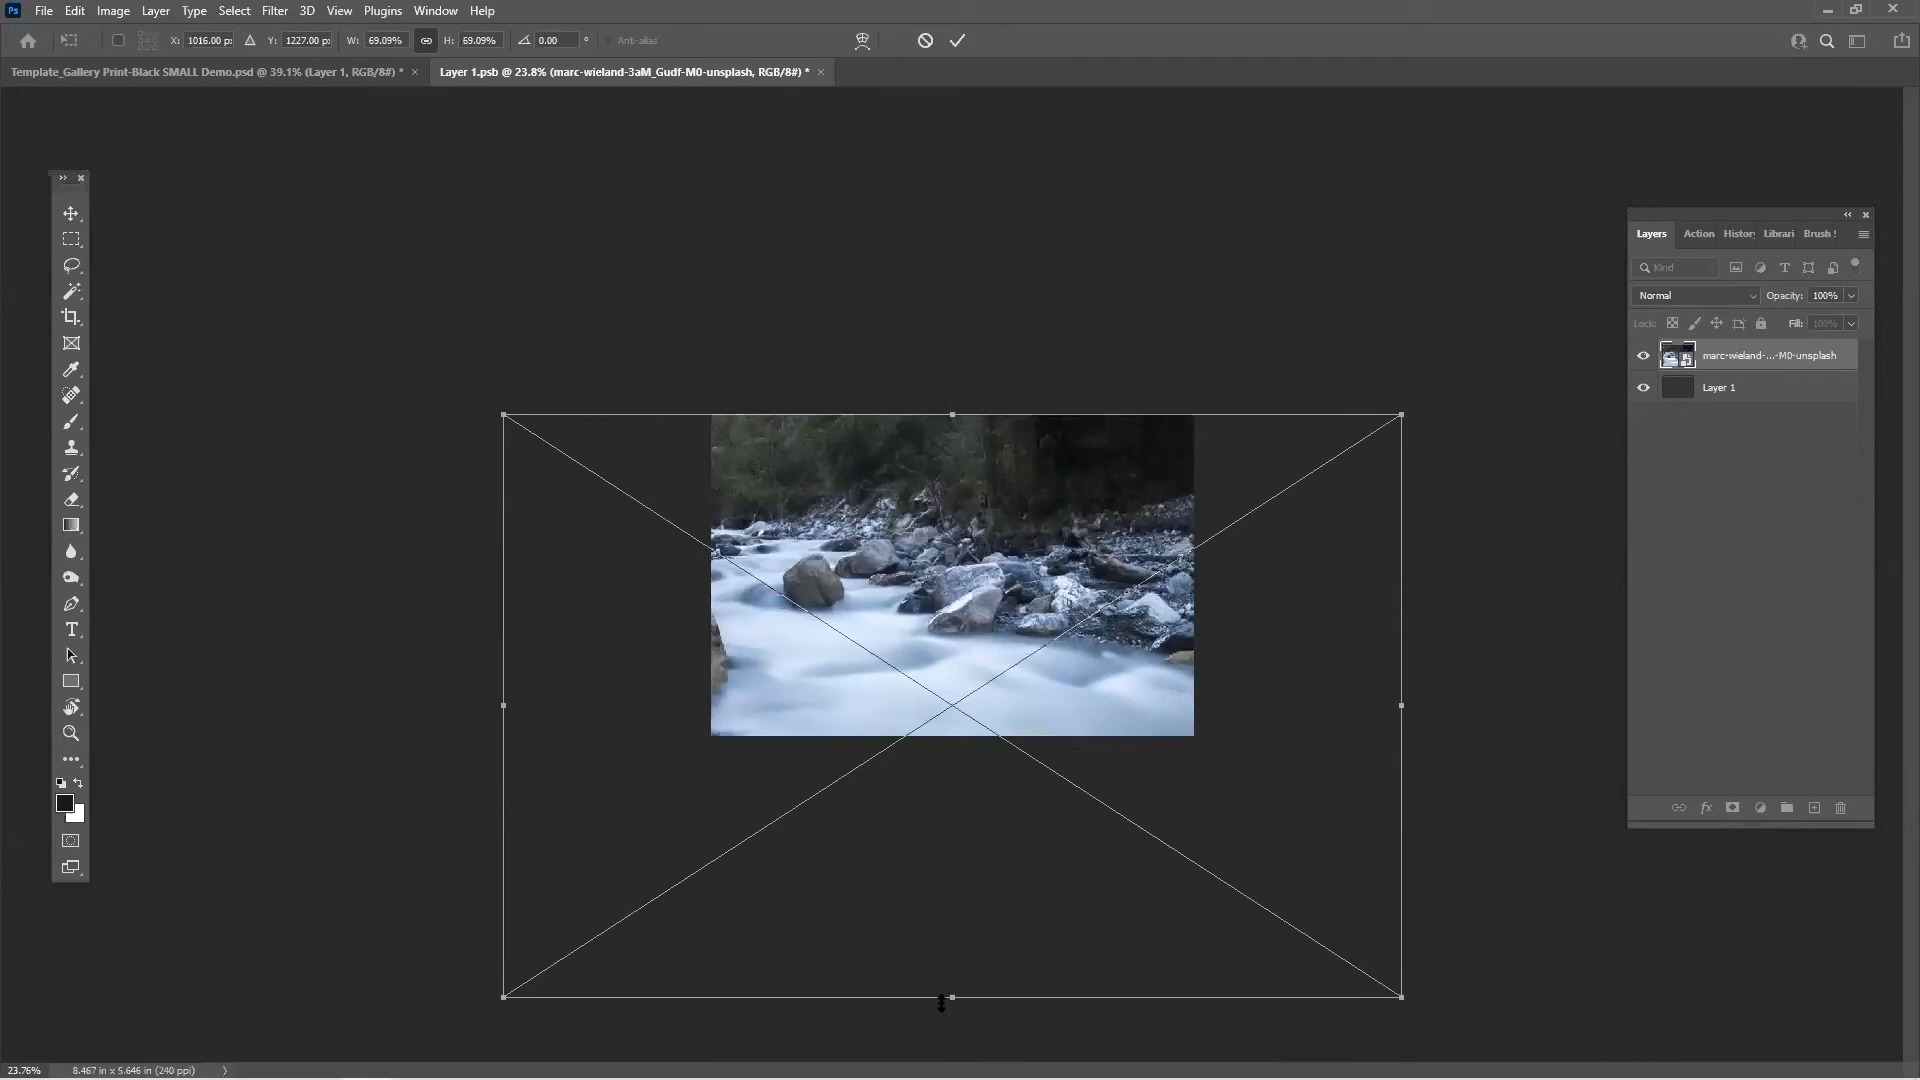 Ps File Edit Image Layer Type Select Filter 3D View Plugins Window Help
X: 1016.00 p: Y: 1227.00 p: W: 69.09% H: 69.09% 0.00 ° Anti-alias
Template_Gallery Print-Black SMALL Demo.psd @ 39.1% (Layer 1, RGB/8#) * × Layer 1.psb @ 23.8% (marc-wieland-3aM_Gudf-M0-unsplash, RGB/8#) * ×
Layers Action Histor Librari Brush
Kind
Normal Opacity: 100%
Lock: Fill: 100%
marc-wieland-...-M0-unsplash
Layer 1
T
23.76% 8.467 in x 5.646 in (240 ppi)